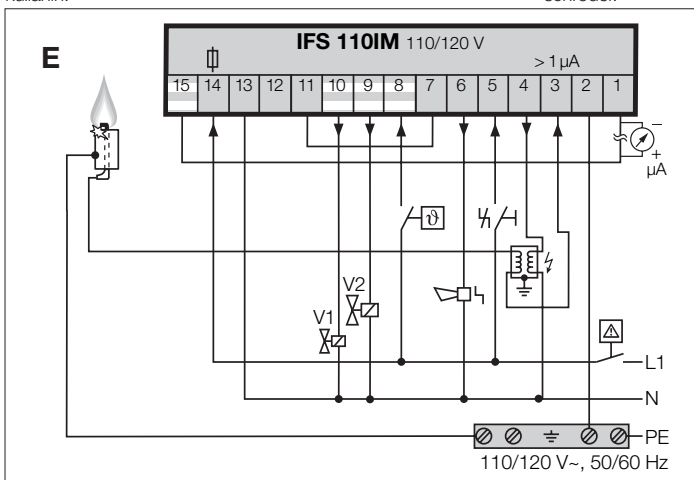 E
IFS 110IM 110/120 V
> 1 µA
15 14 13 12 11 10 9 8 7 6 5 4 3 2 1
–
+
µA
ϑ
V2
V1
L1
N
PE
110/120 V~, 50/60 Hz